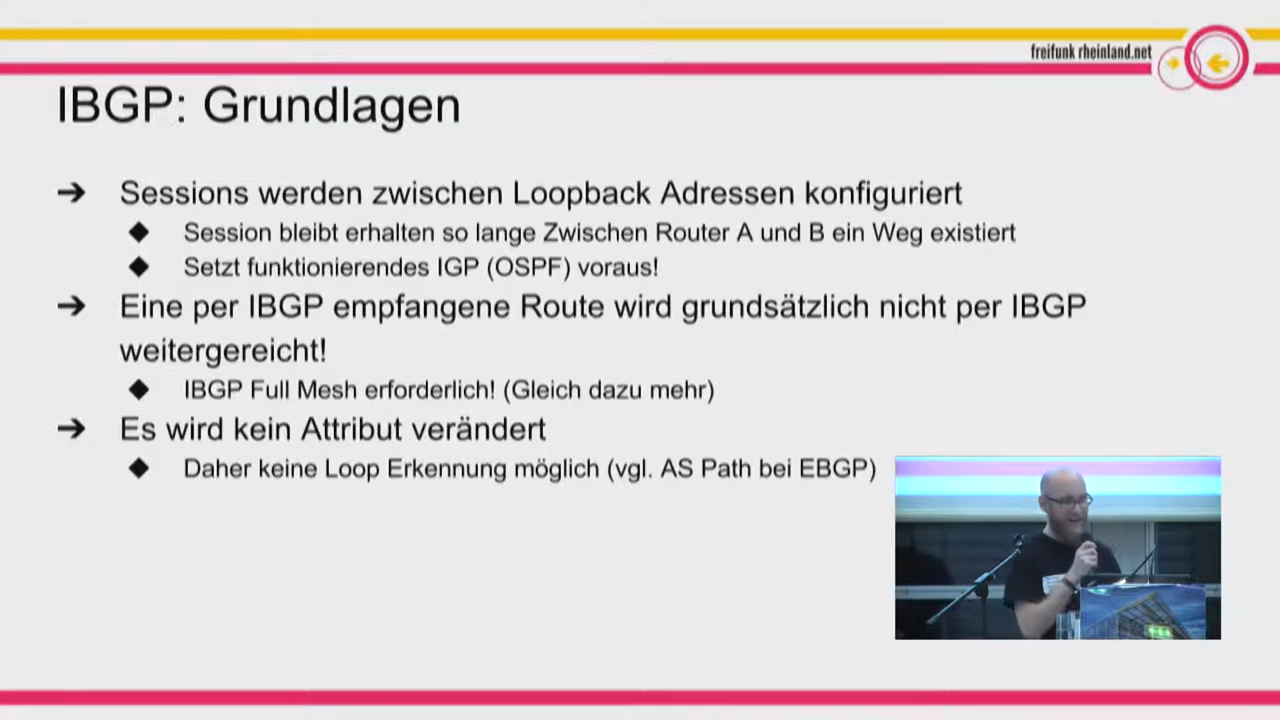 freifunk rheinland.net
IBGP: Grundlagen
➔ Sessions werden zwischen Loopback Adressen konfiguriert
◆ Session bleibt erhalten so lange Zwischen Router A und B ein Weg existiert
◆ Setzt funktionierendes IGP (OSPF) voraus!
➔ Eine per IBGP empfangene Route wird grundsätzlich nicht per IBGP
weitergereicht!
◆ IBGP Full Mesh erforderlich! (Gleich dazu mehr)
➔ Es wird kein Attribut verändert
◆ Daher keine Loop Erkennung möglich (vgl. AS Path bei EBGP)